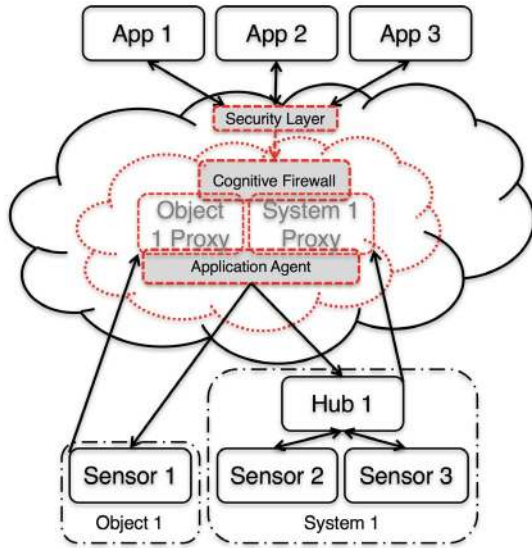 App 1
App 2
App 3
Security Layer
Cognitive Firewall
Object
1 Proxy
System 1
Proxy
Application Agent
Hub 1
Sensor 1
Sensor 2
Sensor 3
Object 1
System 1